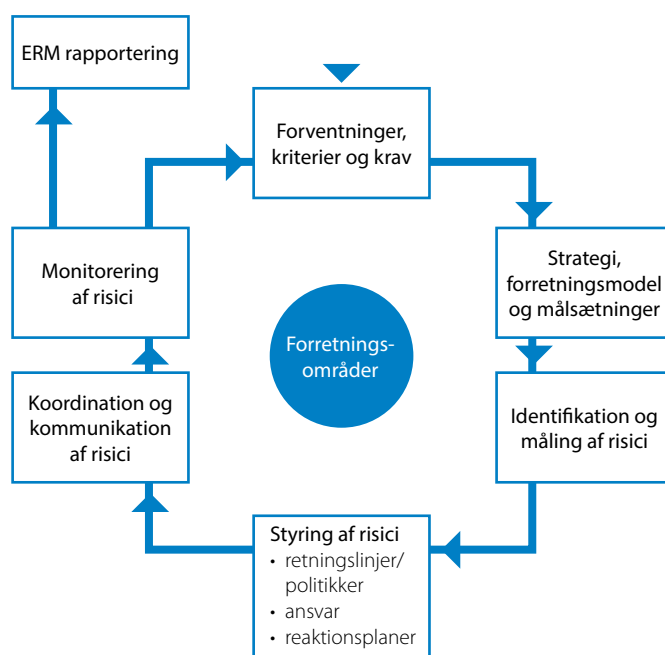 ERM rapportering
Forventninger,
kriterier og krav
Strategi,
forretningsmodel
og målsætninger
Monitorering
af risici
Forretnings-
områder
Koordination og
kommunikation
af risici
Identifikation og
måling af risici
Styring af risici
• retningslinjer/
politikker
• ansvar
• reaktionsplaner